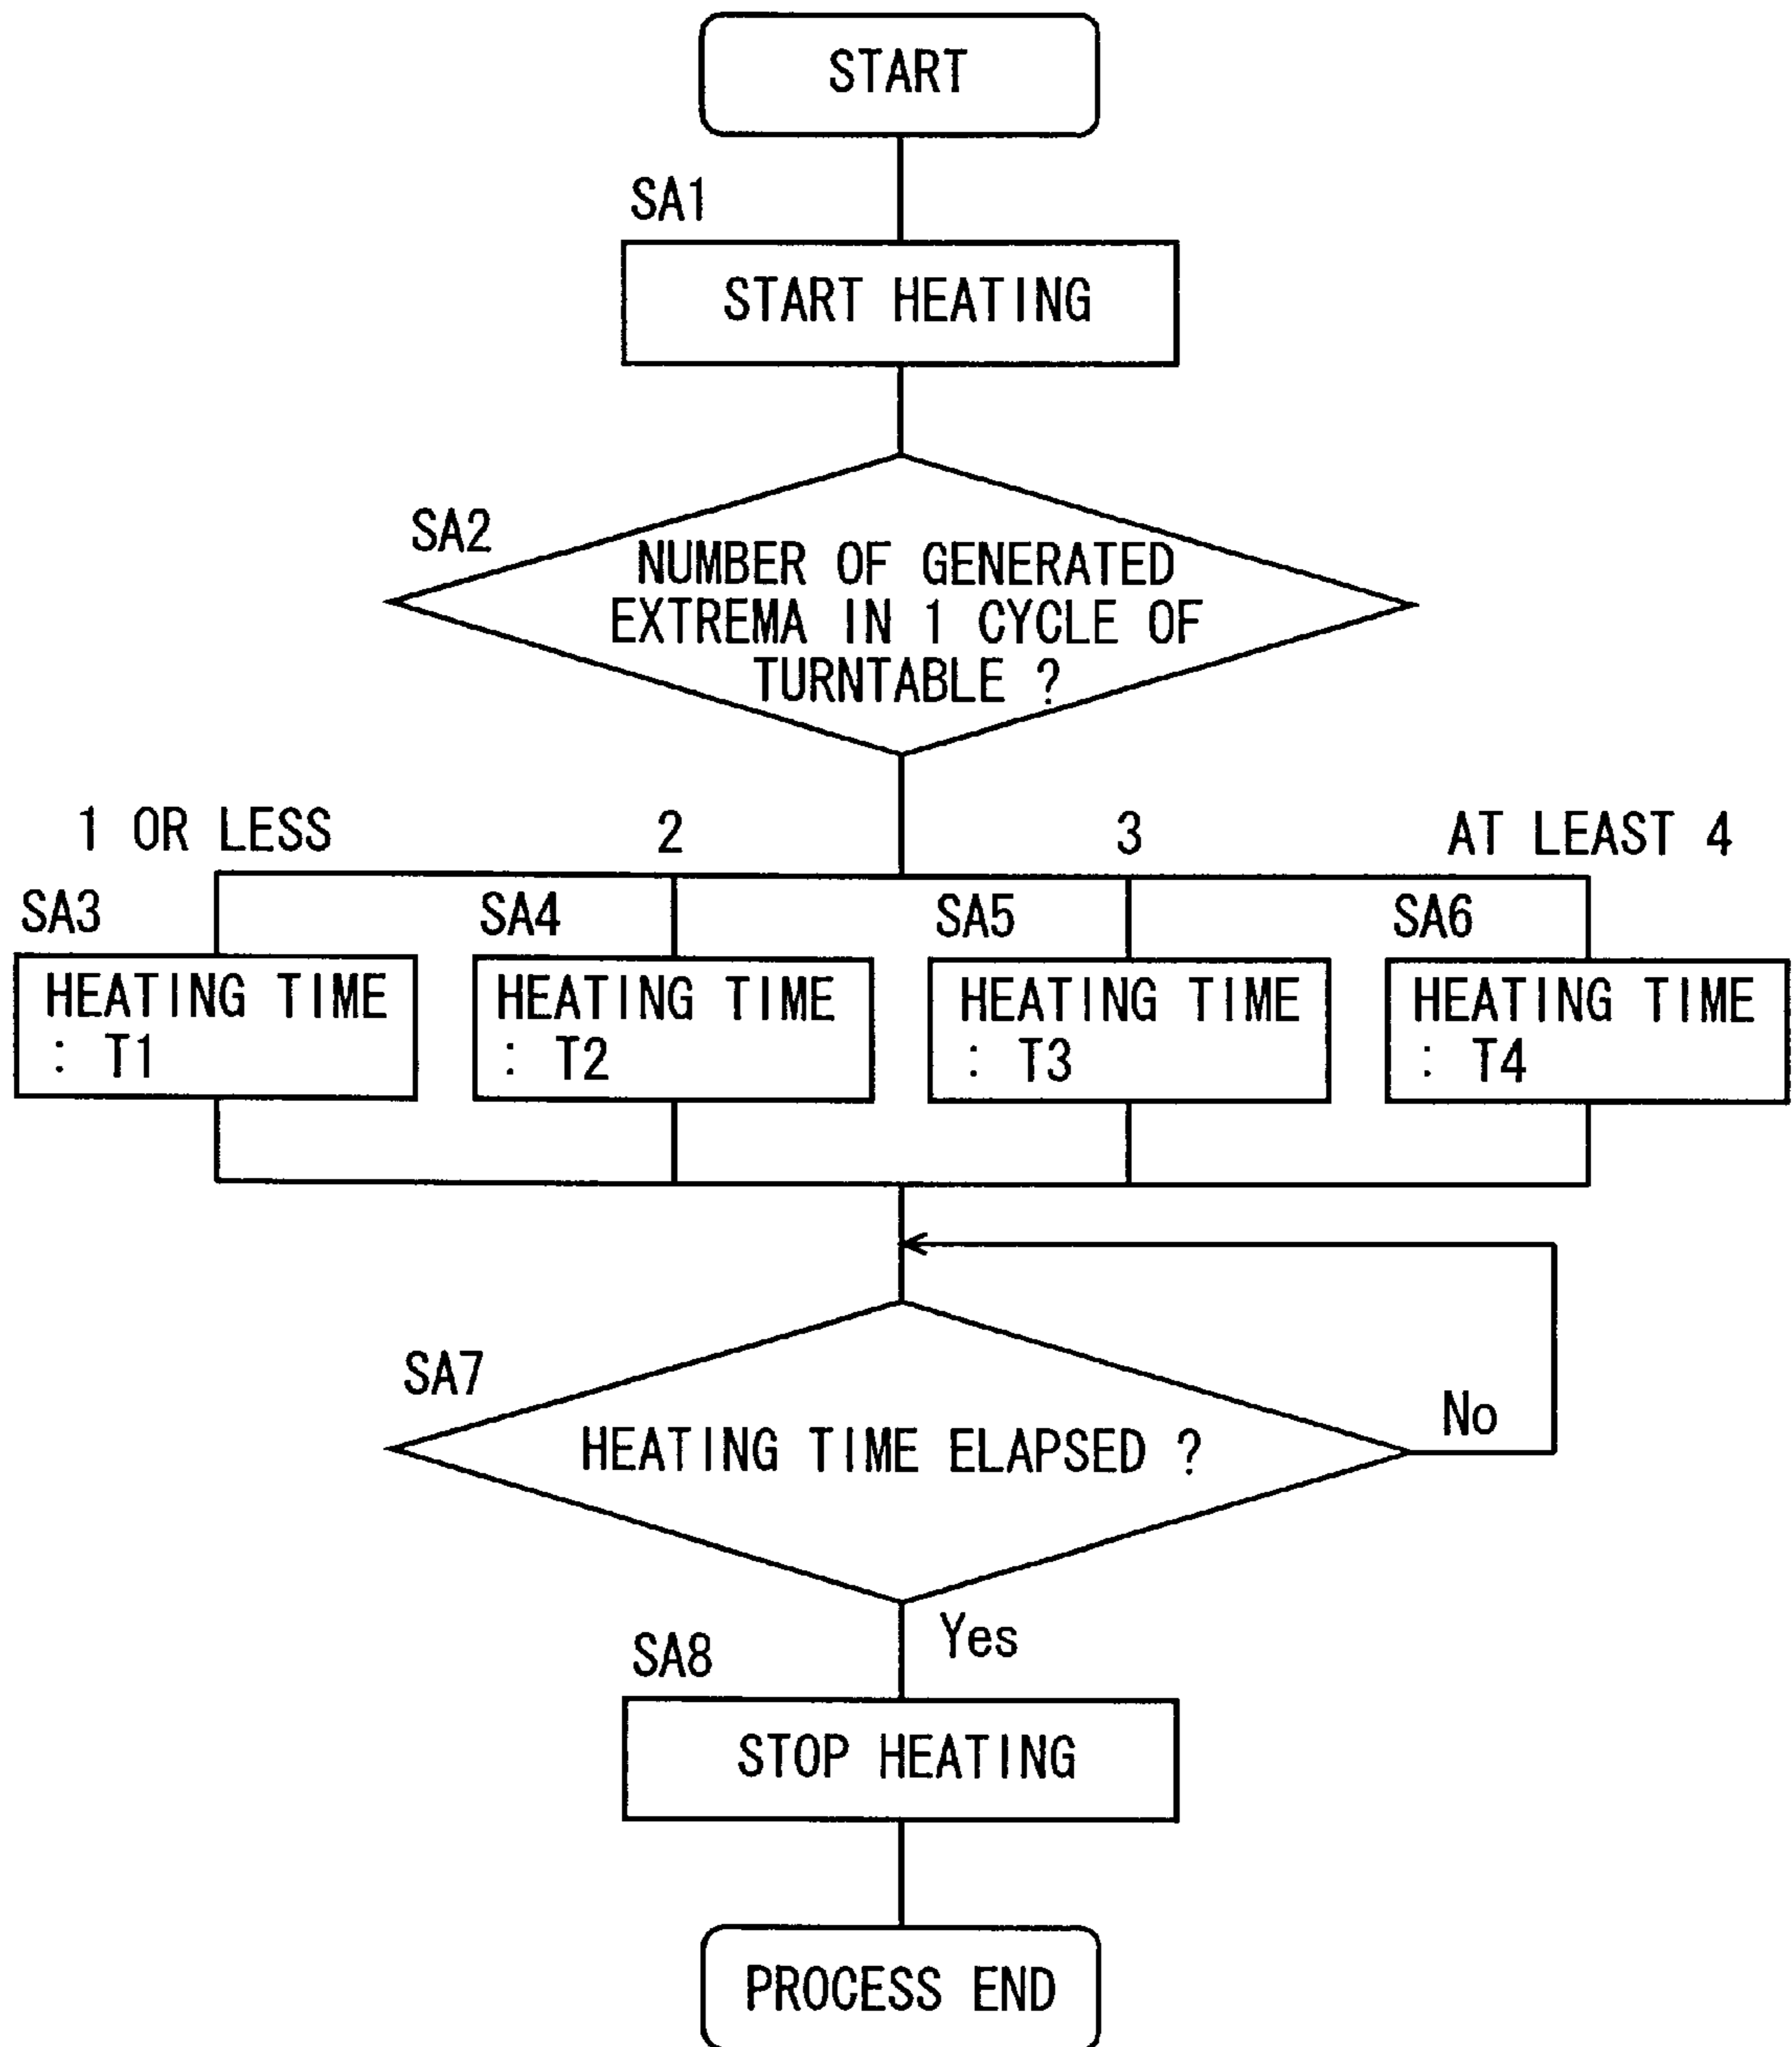 START
SA1
START HEATING
SA2
NUMBER OF GENERATED
EXTREMA IN 1 CYCLE OF
TURNTABLE ?
1 OR LESS
2
3
AT LEAST 4
SA3
HEATING TIME
: T1
SA4
HEATING TIME
: T2
SA5
HEATING TIME
: T3
SA6
HEATING TIME
: T4
SA7
HEATING TIME ELAPSED ?
No
Yes
SA8
STOP HEATING
PROCESS END